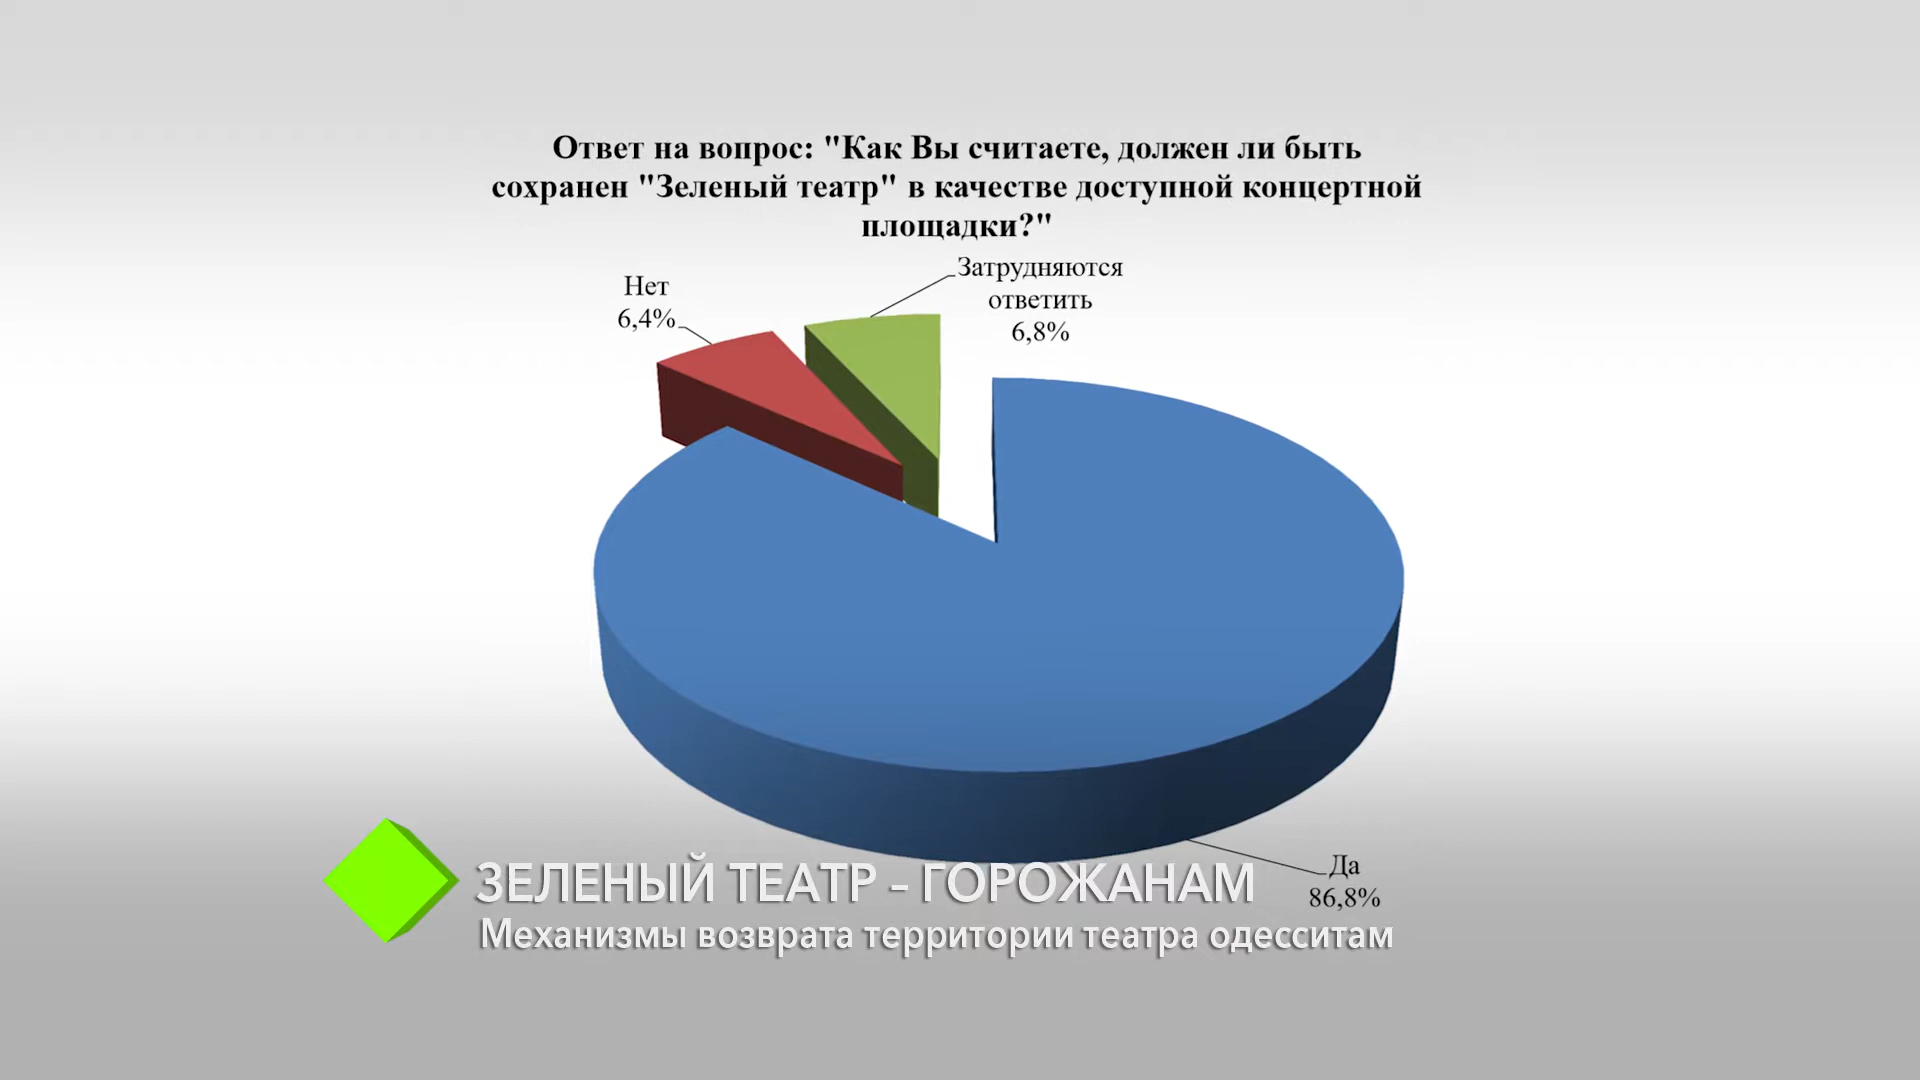 Ответ на вопрос: "Как Вы считаете, должен ли быть
сохранен "Зеленый театр" в качестве доступной концертной
площадки?"
Затрудняются
ответить
6,8%
Нет
6,4%
Да
86,8%
ЗЕЛЕНЫЙ ТЕАТР – ГОРОЖАНАМ
Механизмы возврата территории театра одесситам